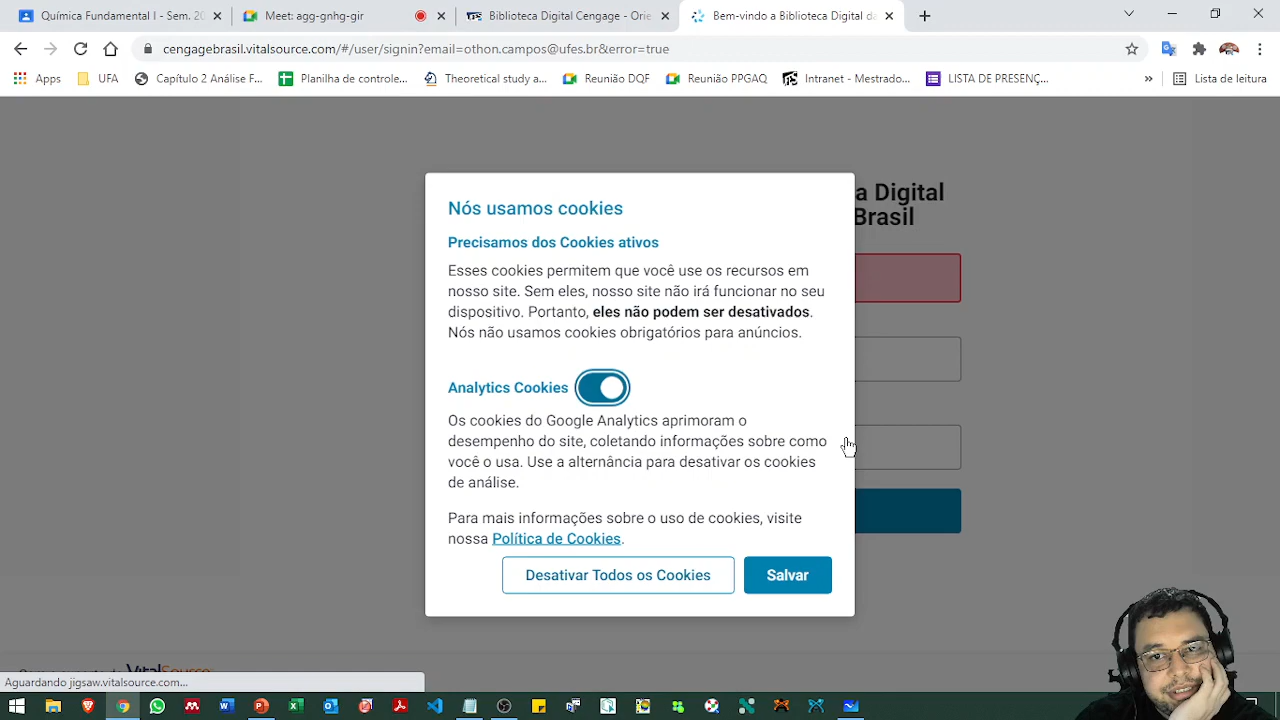 Química Quântica I - Sem. 20
Meet: agg-gnhg-gir
Biblioteca Digital Cengage - Orie
Bem-vindo a Biblioteca Digital da
cengagebrasil.vitalsource.com/#/user/signin?email=othon.campos@ufes.br&error=true
Apps
UFA
Capítulo 2 Análise F...
Planilha de controle...
Theoretical study a...
Reunião DQF
Reunião PPGAQ
Intranet - Mestrado...
LISTA DE PRESENÇ...
»
Lista de leitura
a Digital
Brasil
Nós usamos cookies
Precisamos dos Cookies ativos
Esses cookies permitem que você use os recursos em
nosso site. Sem eles, nosso site não irá funcionar no seu
dispositivo. Portanto, eles não podem ser desativados.
Nós não usamos cookies obrigatórios para anúncios.
Analytics Cookies
Os cookies do Google Analytics aprimoram o
desempenho do site, coletando informações sobre como
você o usa. Use a alternância para desativar os cookies
de análise.
Para mais informações sobre o uso de cookies, visite
nossa Política de Cookies.
Desativar Todos os Cookies
Salvar
VitalSource
Aguardando jigsaw.vitalsource.com...